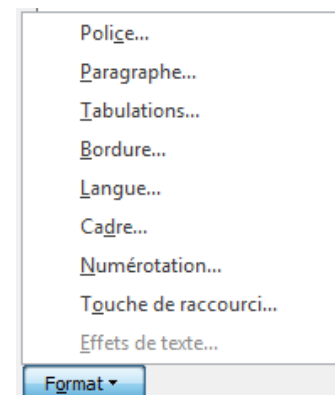 Police...
Paragraphe...
Tabulations...
Bordure...
Langue...
Cadre...
Numérotation...
Touche de raccourci...
Effets de texte...
Format